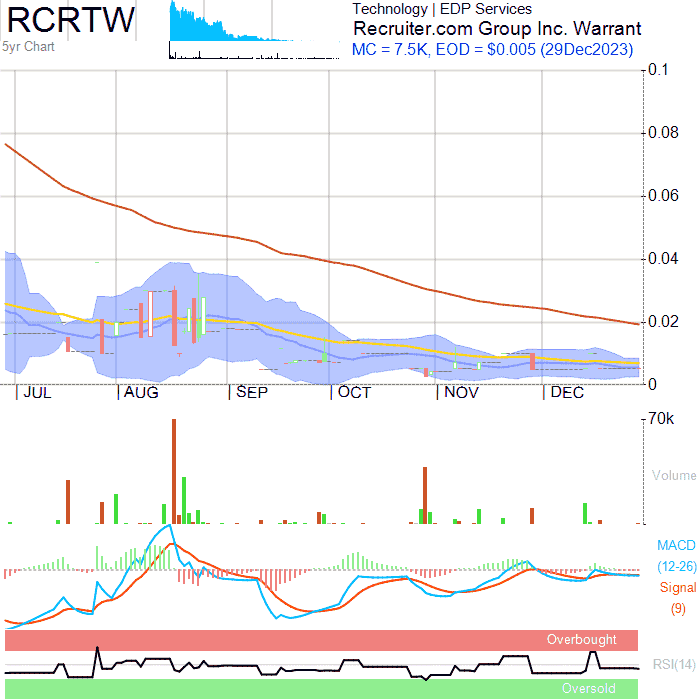 RCRTW
5yr Chart
Technology | EDP Services
Recruiter.com Group Inc. Warrant
MC = 7.5K, EOD = $0.005 (29Dec2023)
0.1
0.08
0.06
0.04
0.02
0
JUL
AUG
SEP
OCT
NOV
DEC
70k
Volume
MACD
(12-26)
Signal
(9)
Overbought
RSI(14)
Oversold